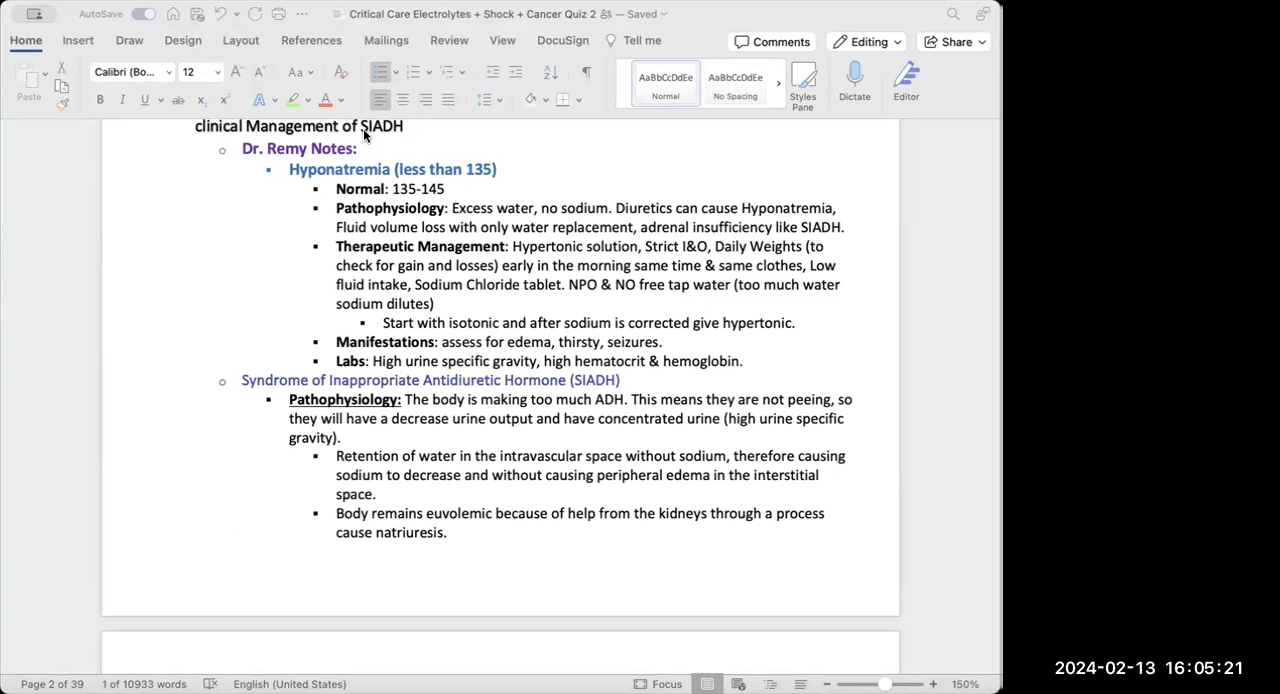 AutoSave
Critical Care Electrolytes + Shock + Cancer Quiz 2 — Saved
Home Insert Draw Design Layout References Mailings Review View DocuSign Tell me Comments Editing Share
Paste
Calibri (Bo... 12
AaBbCcDdEe AaBbCcDdEe
Normal No Spacing
Styles Pane
Dictate
Editor
clinical Management of SIADH
o Dr. Remy Notes:
▪ Hyponatremia (less than 135)
▪ Normal: 135-145
▪ Pathophysiology: Excess water, no sodium. Diuretics can cause Hyponatremia,
Fluid volume loss with only water replacement, adrenal insufficiency like SIADH.
▪ Therapeutic Management: Hypertonic solution, Strict I&O, Daily Weights (to
check for gain and losses) early in the morning same time & same clothes, Low
fluid intake, Sodium Chloride tablet. NPO & NO free tap water (too much water
sodium dilutes)
▪ Start with isotonic and after sodium is corrected give hypertonic.
▪ Manifestations: assess for edema, thirsty, seizures.
▪ Labs: High urine specific gravity, high hematocrit & hemoglobin.
o Syndrome of Inappropriate Antidiuretic Hormone (SIADH)
▪ Pathophysiology: The body is making too much ADH. This means they are not peeing, so
they will have a decrease urine output and have concentrated urine (high urine specific
gravity).
▪ Retention of water in the intravascular space without sodium, therefore causing
sodium to decrease and without causing peripheral edema in the interstitial
space.
▪ Body remains euvolemic because of help from the kidneys through a process
cause natriuresis.
Page 2 of 39 1 of 10933 words English (United States) Focus 150%
2024-02-13 16:05:21